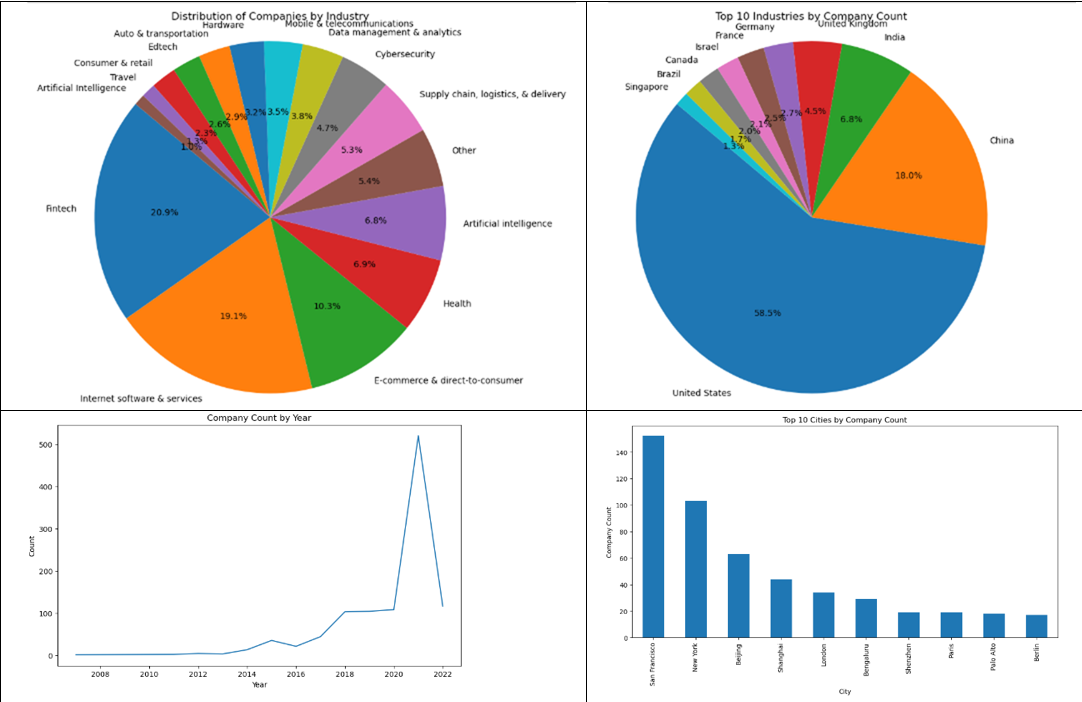 Distribution of Companies by Industry
Hardware
Mobile & telecommunications
Auto & transportation
Data management & analytics
Edtech
Cybersecurity
Consumer & retail
Travel
Artificial Intelligence
Supply chain, logistics, & delivery
Other
Fintech
Artificial intelligence
Health
E-commerce & direct-to-consumer
Internet software & services
3.2%
3.5%
3.8%
2.9%
2.6%
4.7%
2.3%
1.3%
1.0%
5.3%
5.4%
20.9%
6.8%
6.9%
10.3%
19.1%
Top 10 Industries by Company Count
United Kingdom
Germany
France
India
Israel
Canada
Brazil
Singapore
China
United States
2.7%
4.5%
2.5%
6.8%
2.1%
2.0%
1.7%
1.3%
18.0%
58.5%
Company Count by Year
500
400
300
200
100
0
Count
2008 2010 2012 2014 2016 2018 2020 2022
Year
Top 10 Cities by Company Count
140
120
100
80
60
40
20
0
Company Count
San Francisco
New York
Beijing
Shanghai
London
Bengaluru
Shenzhen
Paris
Palo Alto
Berlin
City